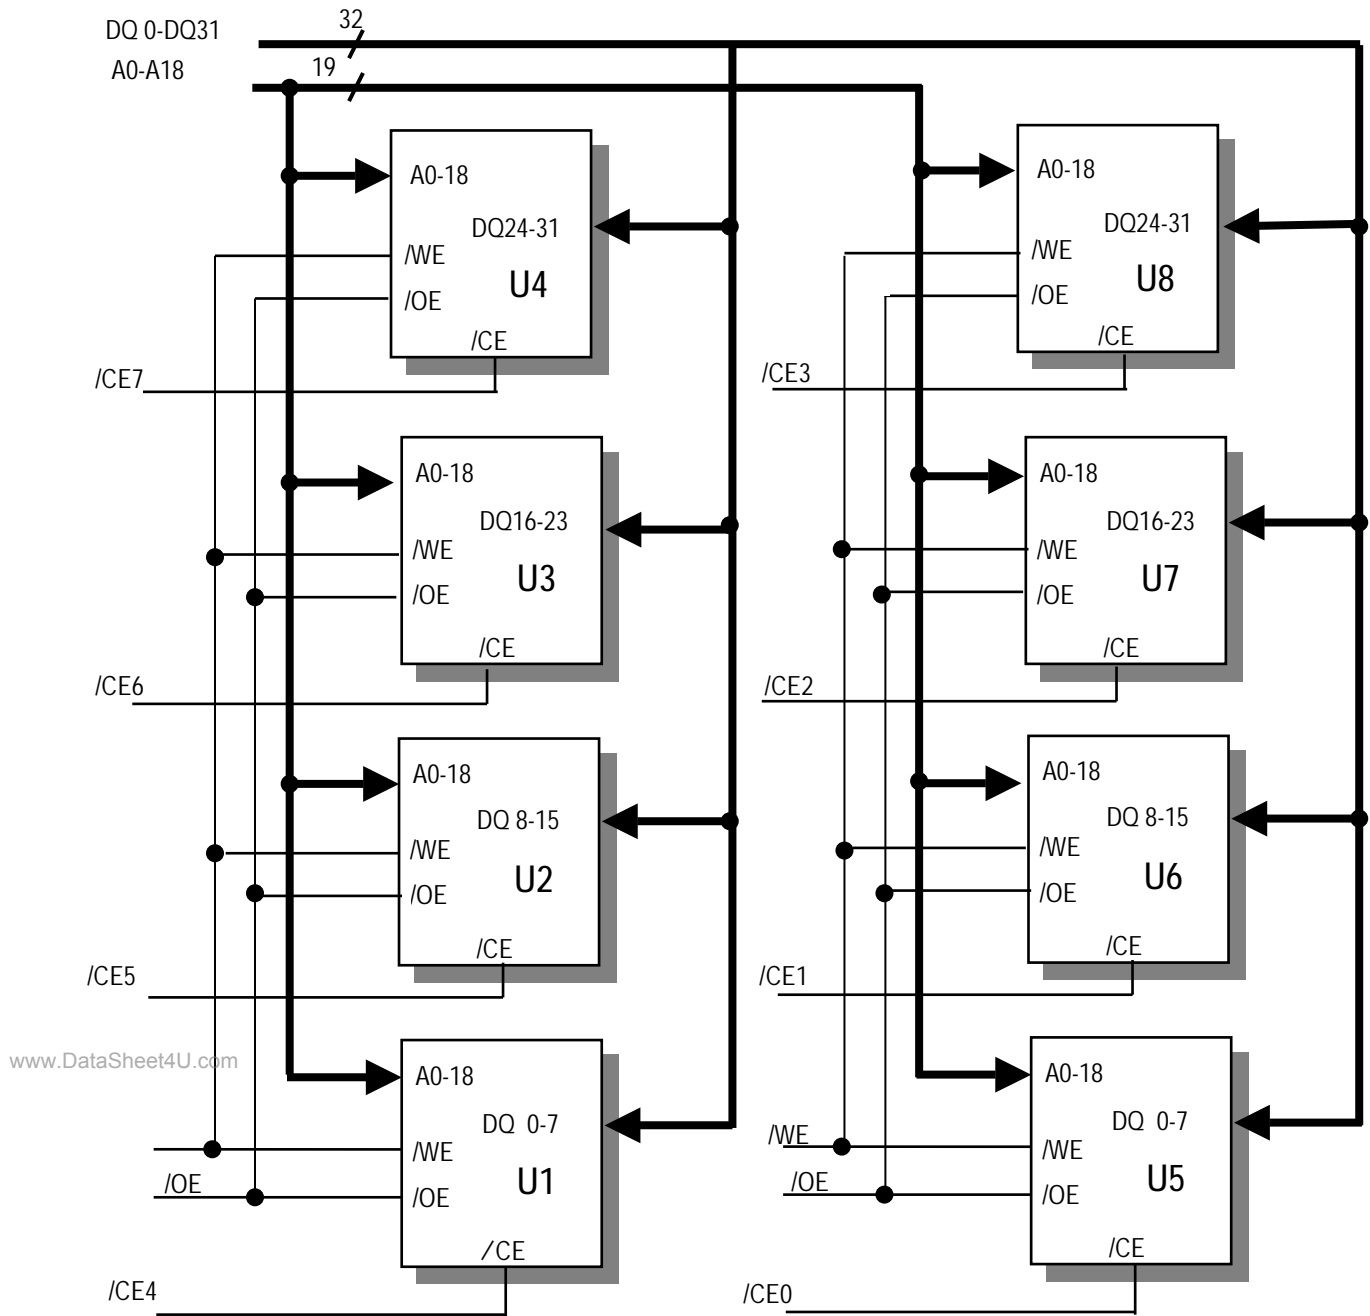 DQ 0-DQ31 32
A0-A18 19
A0-18
DQ24-31
/WE
U4
/OE
/CE
/CE7
A0-18
DQ24-31
/WE
U8
/OE
/CE
/CE3
A0-18
DQ16-23
/WE
U3
/OE
/CE
/CE6
A0-18
DQ16-23
/WE
U7
/OE
/CE
/CE2
A0-18
DQ 8-15
/WE
U2
/OE
/CE
/CE5
A0-18
DQ 8-15
/WE
U6
/OE
/CE
/CE1
www.DataSheet4U.com
A0-18
DQ 0-7
/WE
U1
/OE
/OE
/CE
/CE4
A0-18
DQ 0-7
/WE
/WE
U5
/OE
/OE
/CE
/CE0